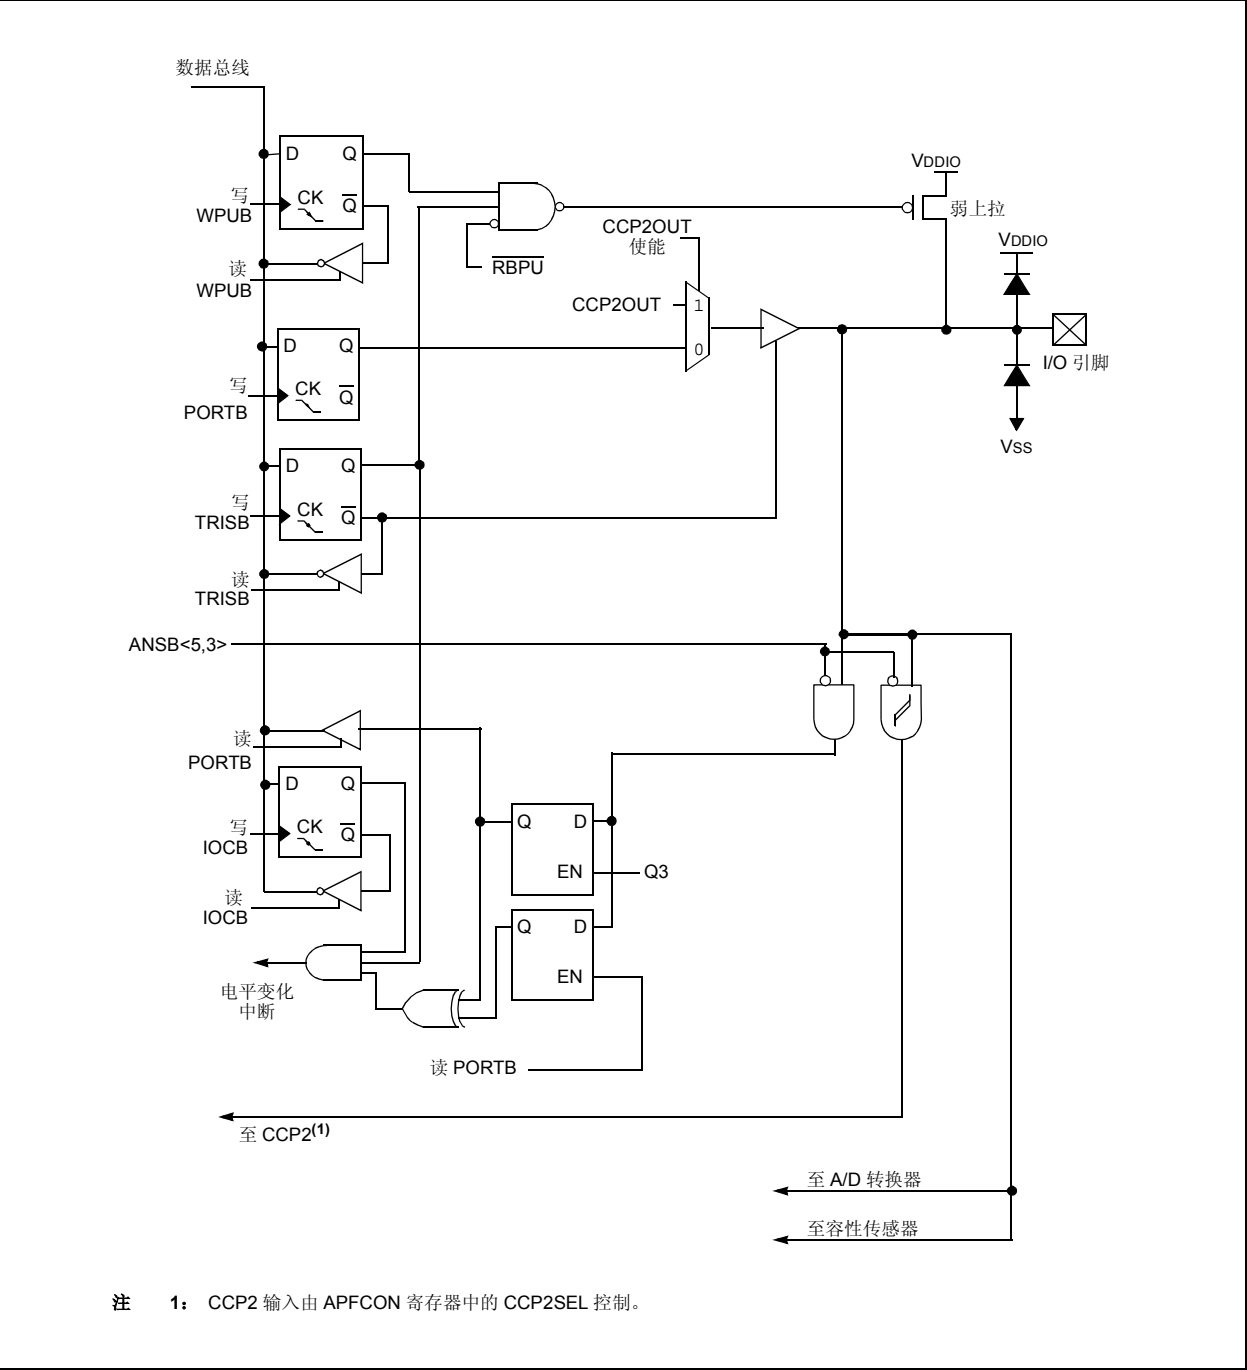 数据总线
D Q
写
WPUB
CK Q
读
WPUB
RBPU
VDDIO
弱上拉
CCP2OUT
使能
VDDIO
CCP2OUT
1
0
I/O 引脚
VSS
D Q
写
PORTB
CK Q
D Q
写
TRISB
CK Q
读
TRISB
ANSB<5,3>
读
PORTB
D Q
写
IOCB
CK Q
读
IOCB
Q D
EN
Q3
Q D
EN
电平变化
中断
读 PORTB
至 CCP2(1)
至 A/D 转换器
至容性传感器
注 1： CCP2 输入由 APFCON 寄存器中的 CCP2SEL 控制。